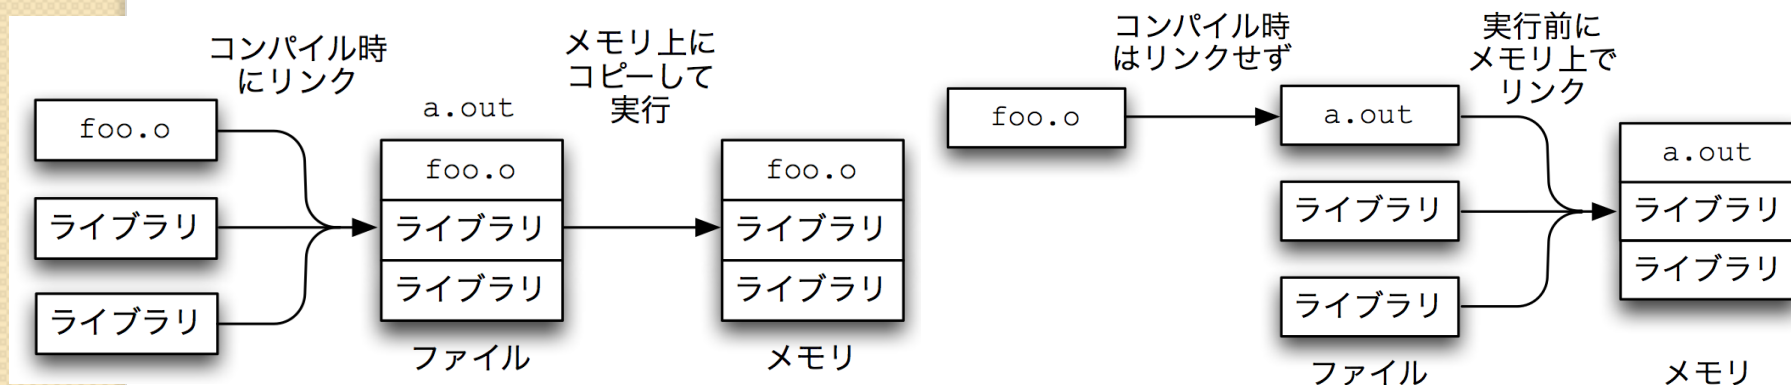 コンパイル時
にリンク
メモリ上に
コピーして
実行
foo.o
ライブラリ
ライブラリ
a.out
foo.o
ライブラリ
ライブラリ
ファイル
foo.o
ライブラリ
ライブラリ
メモリ
コンパイル時
はリンクせず
実行前に
メモリ上で
リンク
foo.o
a.out
ライブラリ
ライブラリ
ファイル
a.out
ライブラリ
ライブラリ
メモリ